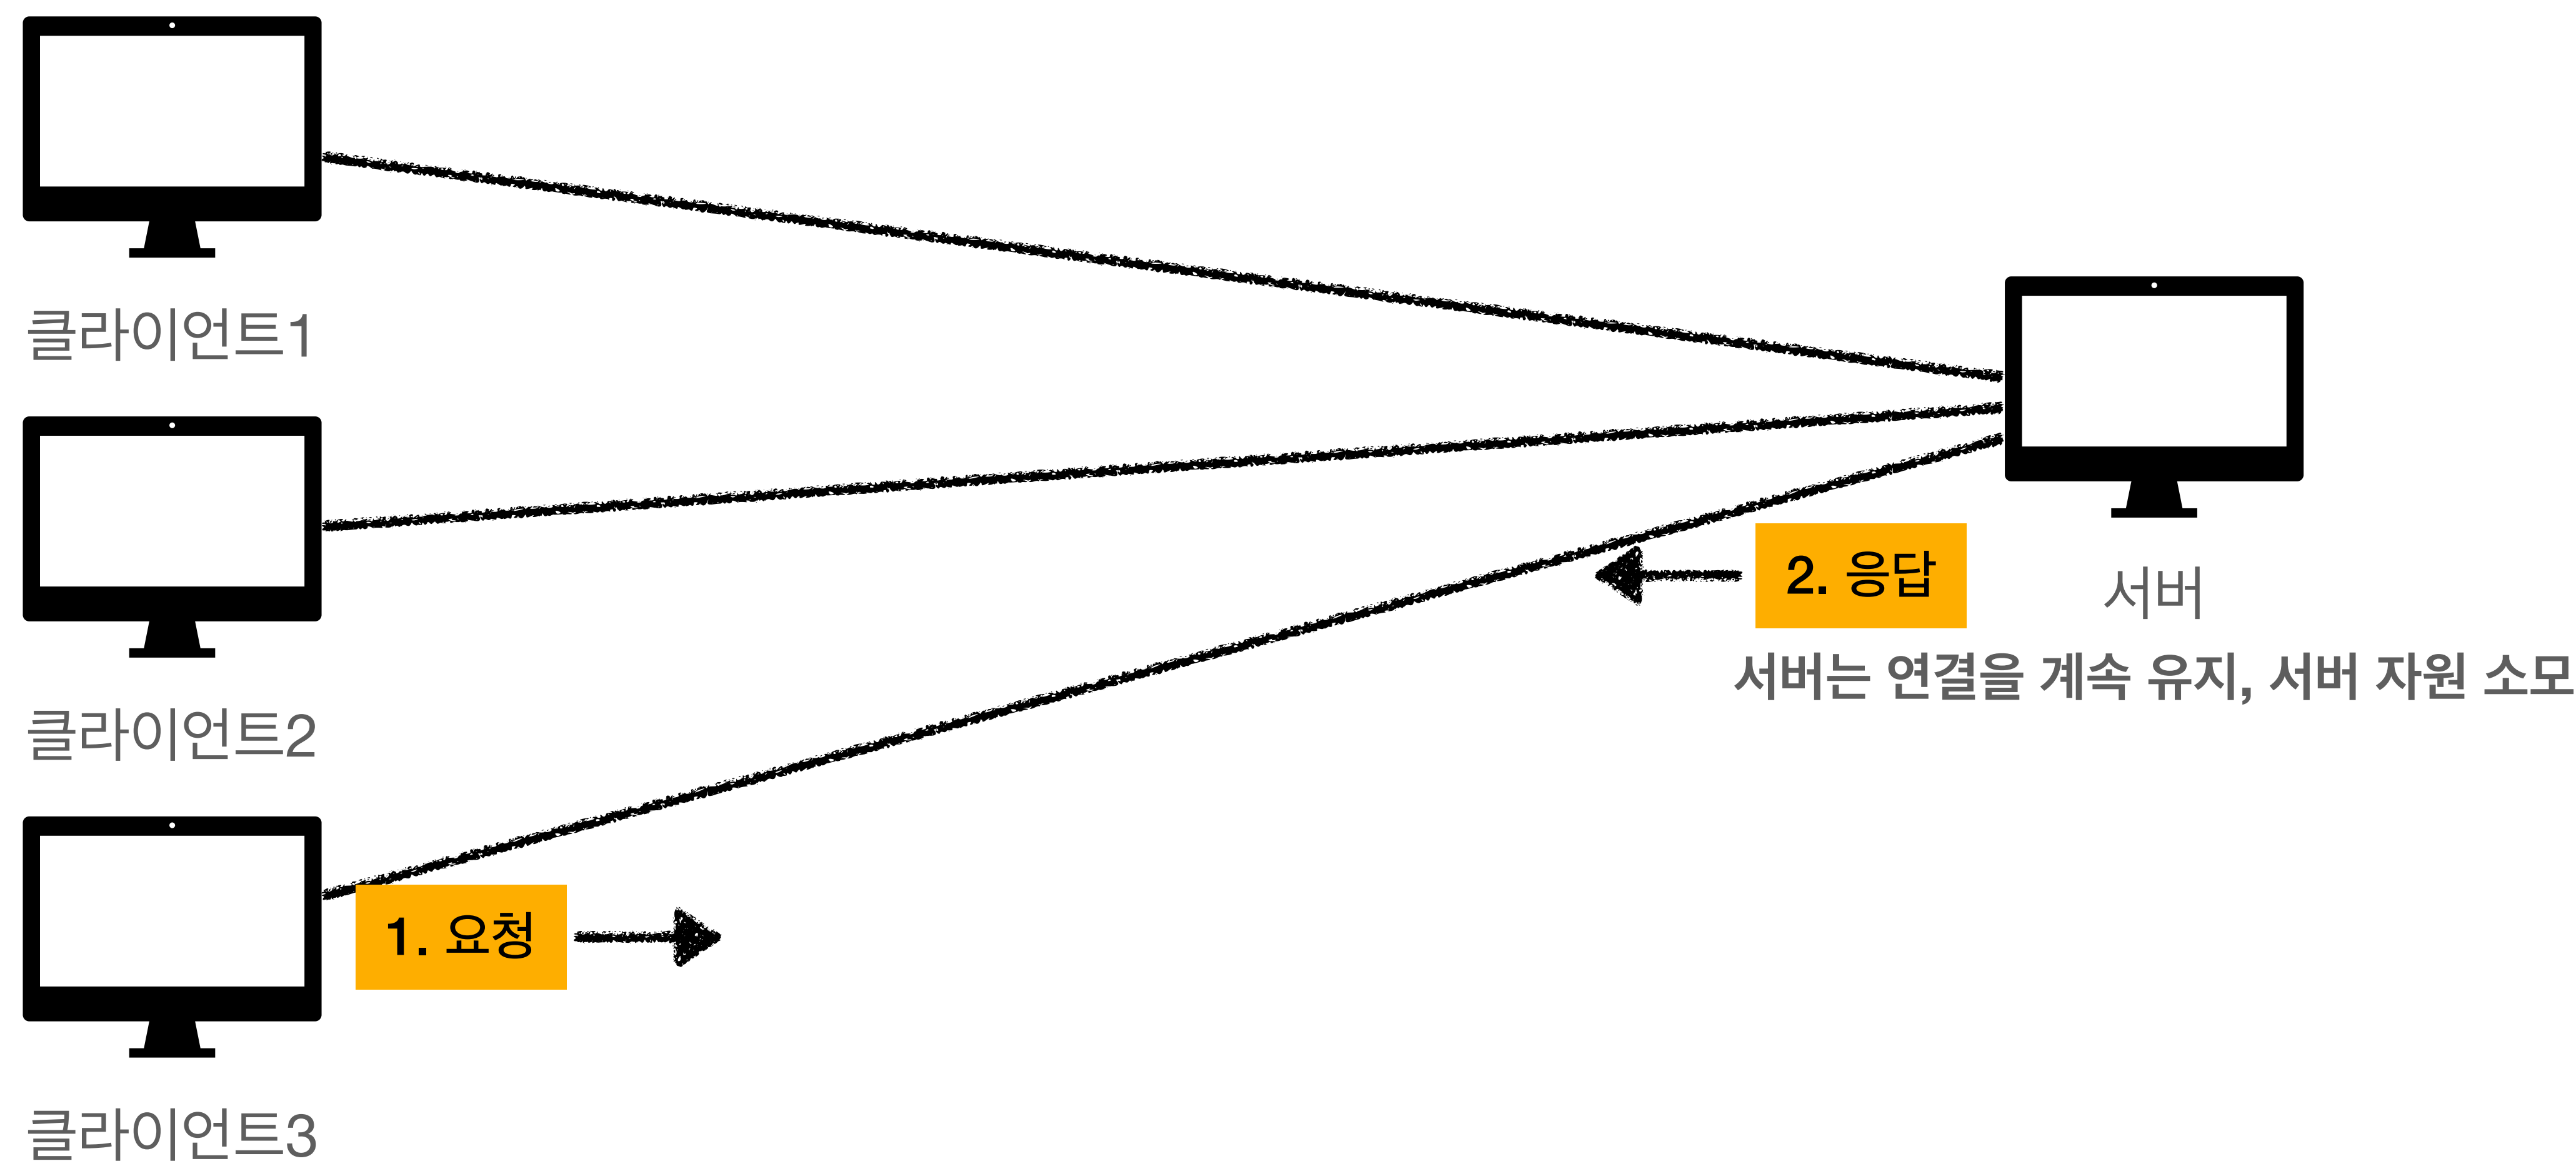 클라이언트1
클라이언트2
2. 응답
서버
서버는 연결을 계속 유지, 서버 자원 소모
1. 요청
클라이언트3